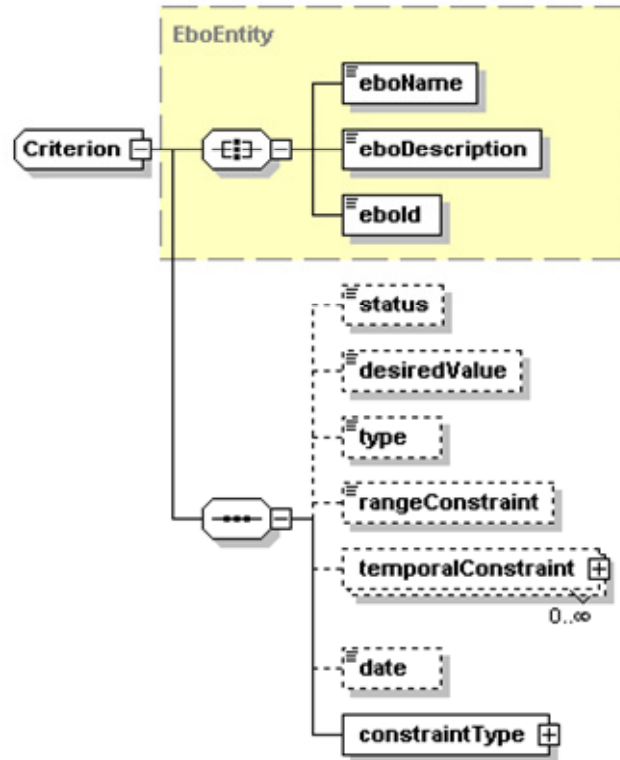 EboEntity
eboName
Criterion
eboDescription
eboId
status
desiredValue
type
rangeConstraint
temporalConstraint
0..∞
date
constraintType